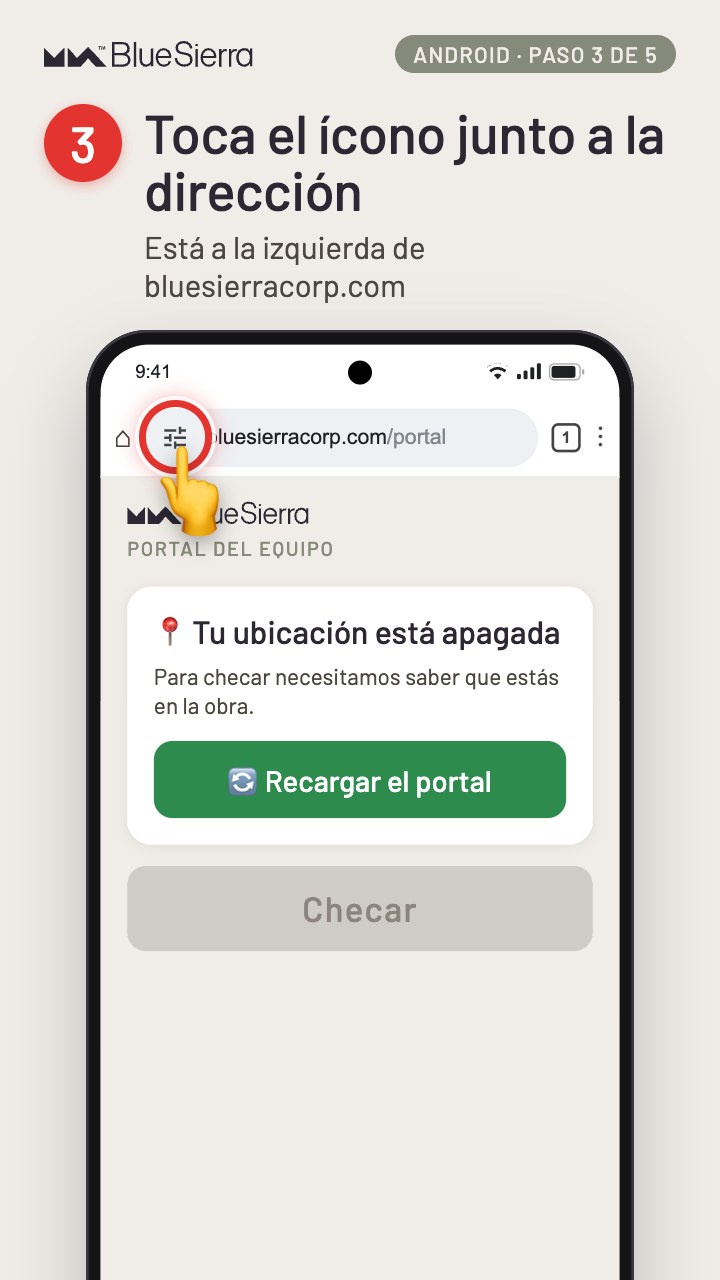 BlueSierra
ANDROID · PASO 3 DE 5
3
Toca el ícono junto a la
dirección
Está a la izquierda de
bluesierracorp.com
9:41
bluesierracorp.com/portal
1
BlueSierra
PORTAL DEL EQUIPO
Tu ubicación está apagada
Para checar necesitamos saber que estás
en la obra.
Recargar el portal
Checar